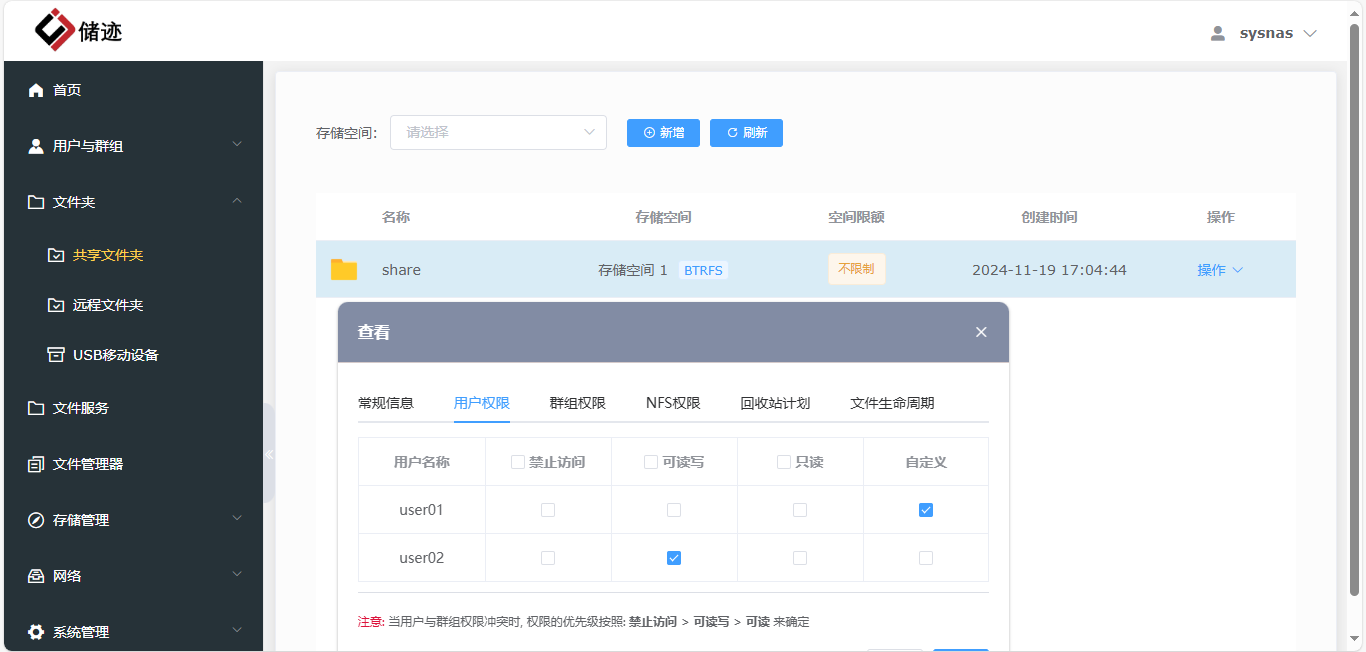 储迹
sysnas
首页
用户与群组
文件夹
共享文件夹
远程文件夹
USB移动设备
文件服务
文件管理器
存储管理
网络
系统管理
存储空间: 请选择 新增 刷新
名称 存储空间 空间限额 创建时间 操作
share 存储空间 1 BTRFS 不限制 2024-11-19 17:04:44 操作
查看
常规信息 用户权限 群组权限 NFS权限 回收站计划 文件生命周期
用户名称 禁止访问 可读写 只读 自定义
user01
user02
注意: 当用户与群组权限冲突时, 权限的优先级按照: 禁止访问 > 可读写 > 可读 来确定